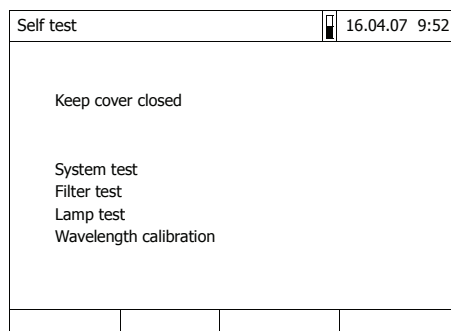 Self test 16.04.07 9:52
Keep cover closed
System test
Filter test
Lamp test
Wavelength calibration